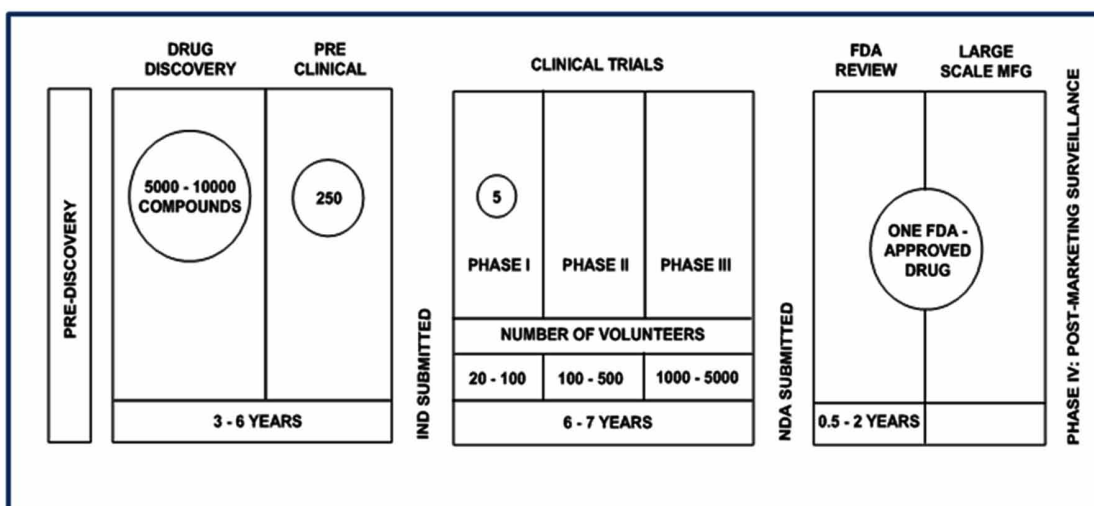 PRE-DISCOVERY
DRUG
DISCOVERY
PRE
CLINICAL
5000 - 10000
COMPOUNDS
250
3 - 6 YEARS
IND SUBMITTED
CLINICAL TRIALS
5
PHASE I
PHASE II
PHASE III
NUMBER OF VOLUNTEERS
20 - 100
100 - 500
1000 - 5000
6 - 7 YEARS
NDA SUBMITTED
FDA
REVIEW
LARGE
SCALE MFG
ONE FDA -
APPROVED
DRUG
0.5 - 2 YEARS
PHASE IV: POST-MARKETING SURVEILLANCE